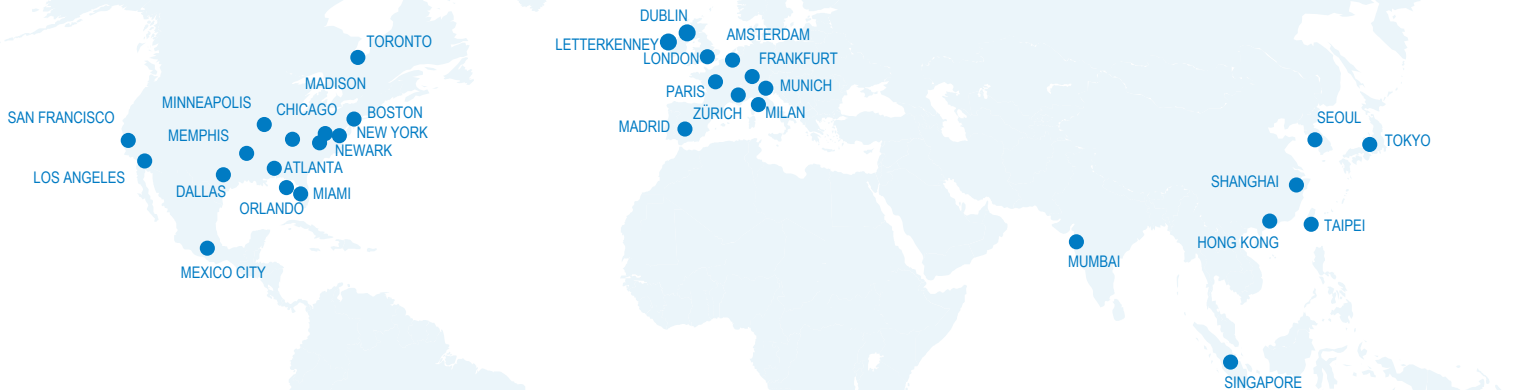 DUBLIN
LETTERKENNEY
AMSTERDAM
TORONTO
LONDON
FRANKFURT
MADISON
PARIS
MUNICH
MINNEAPOLIS
CHICAGO
BOSTON
ZÜRICH
MILAN
SAN FRANCISCO
MADRID
SEOUL
MEMPHIS
NEW YORK
TOKYO
NEWARK
ATLANTA
LOS ANGELES
SHANGHAI
DALLAS
MIAMI
ORLANDO
TAIPEI
HONG KONG
MUMBAI
MEXICO CITY
SINGAPORE